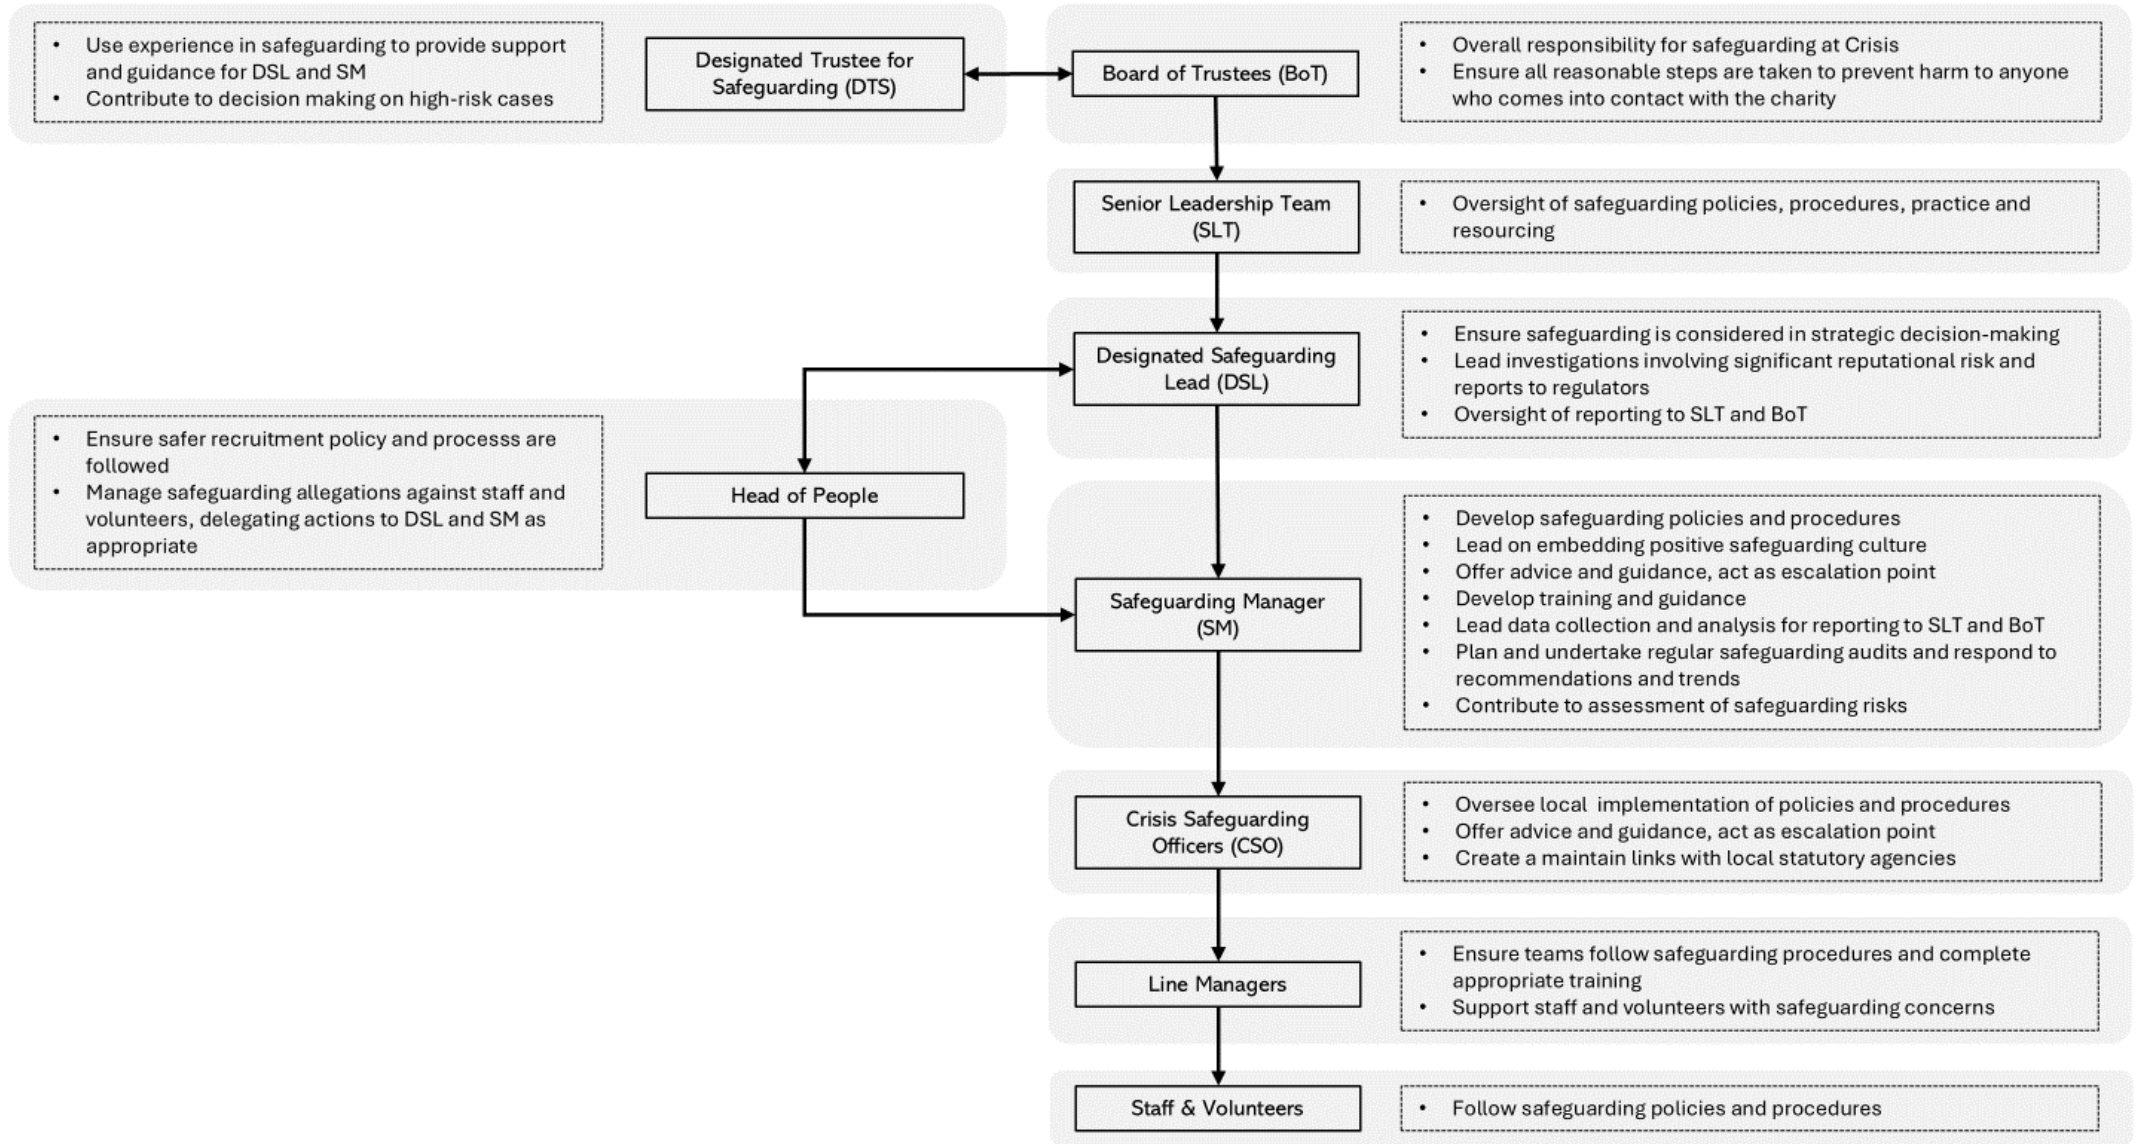 • Use experience in safeguarding to provide support
and guidance for DSL and SM
• Contribute to decision making on high-risk cases
Designated Trustee for
Safeguarding (DTS)
Board of Trustees (BoT)
• Overall responsibility for safeguarding at Crisis
• Ensure all reasonable steps are taken to prevent harm to anyone
who comes into contact with the charity
Senior Leadership Team
(SLT)
• Oversight of safeguarding policies, procedures, practice and
resourcing
Designated Safeguarding
Lead (DSL)
• Ensure safeguarding is considered in strategic decision-making
• Lead investigations involving significant reputational risk and
reports to regulators
• Oversight of reporting to SLT and BoT
• Ensure safer recruitment policy and processs are
followed
• Manage safeguarding allegations against staff and
volunteers, delegating actions to DSL and SM as
appropriate
Head of People
Safeguarding Manager
(SM)
• Develop safeguarding policies and procedures
• Lead on embedding positive safeguarding culture
• Offer advice and guidance, act as escalation point
• Develop training and guidance
• Lead data collection and analysis for reporting to SLT and BoT
• Plan and undertake regular safeguarding audits and respond to
recommendations and trends
• Contribute to assessment of safeguarding risks
Crisis Safeguarding
Officers (CSO)
• Oversee local  implementation of policies and procedures
• Offer advice and guidance, act as escalation point
• Create a maintain links with local statutory agencies
Line Managers
• Ensure teams follow safeguarding procedures and complete
appropriate training
• Support staff and volunteers with safeguarding concerns
Staff & Volunteers
• Follow safeguarding policies and procedures